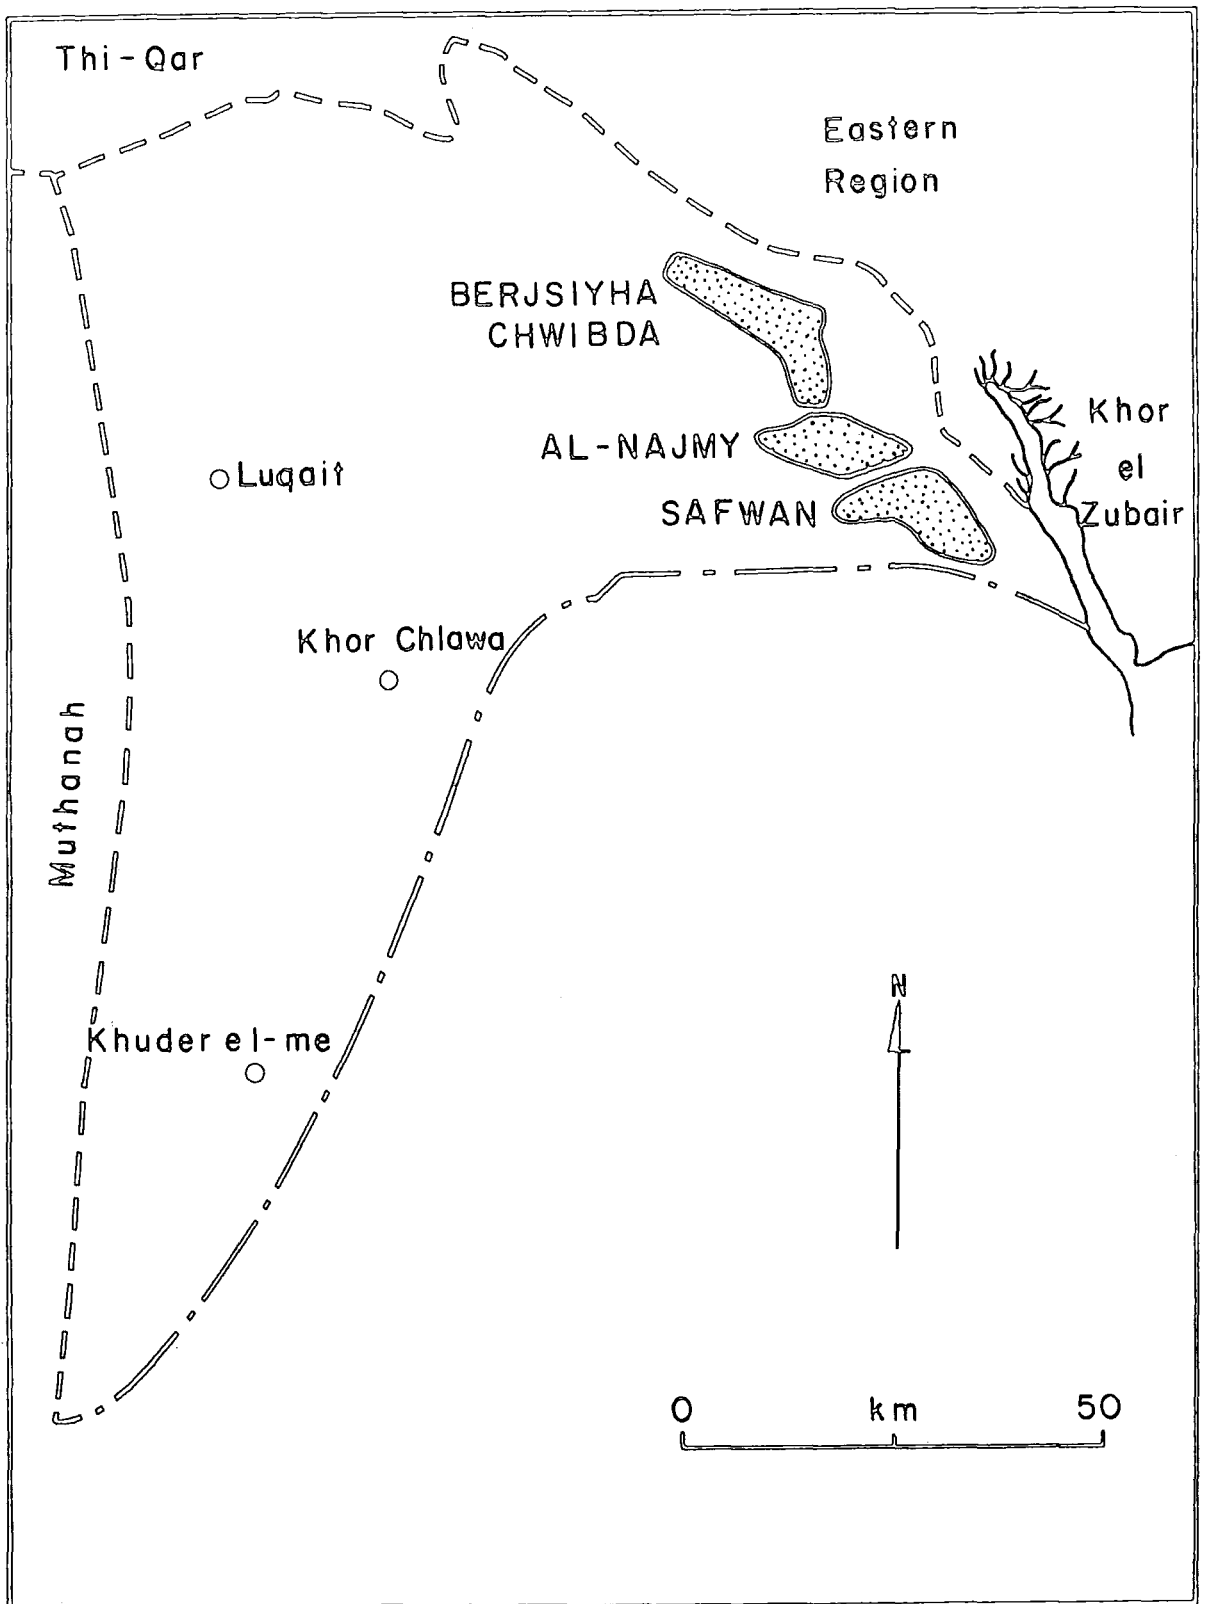 Thi-Qar
Eastern
Region
BERJSIYHA
CHWIBDA
Khor
el
Zubair
AL-NAJMY
Luqait
SAFWAN
Khor Chlawa
Muthanah
N
Khuder el-me
0 km 50